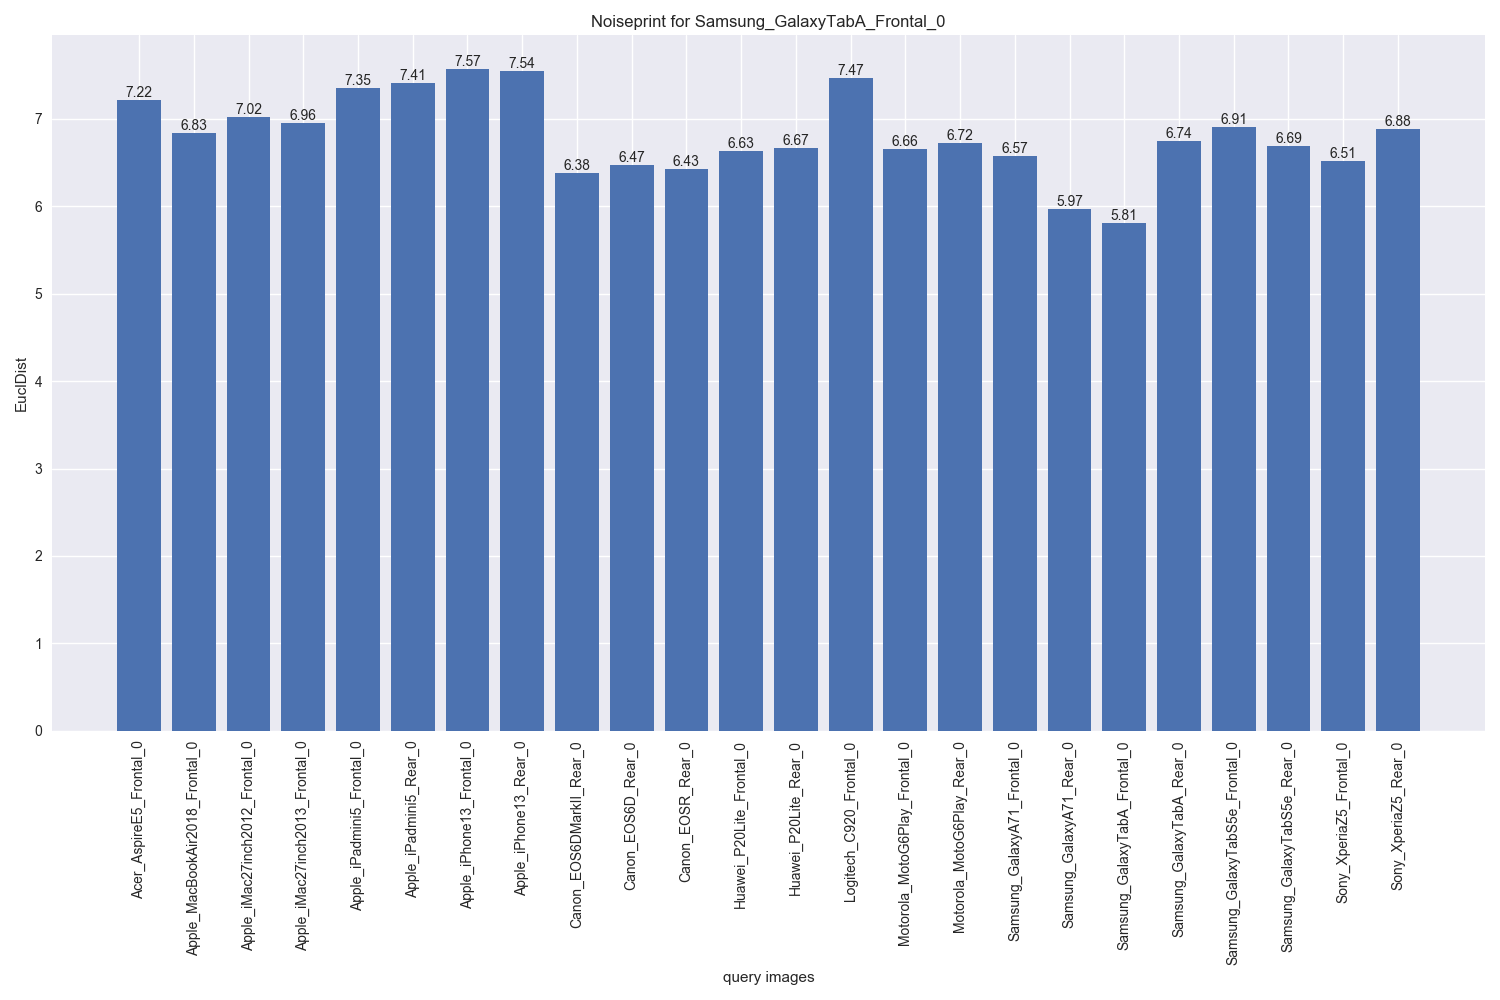 Noiseprint for Samsung_GalaxyTabA_Frontal_0
EuclDist
7
6
5
4
3
2
1
0
7.22
6.83
7.02
6.96
7.35
7.41
7.57
7.54
6.38
6.47
6.43
6.63
6.67
7.47
6.66
6.72
6.57
5.97
5.81
6.74
6.91
6.69
6.51
6.88
Acer_AspireE5_Frontal_0
Apple_MacBookAir2018_Frontal_0
Apple_iMac27inch2012_Frontal_0
Apple_iMac27inch2013_Frontal_0
Apple_iPadmini5_Frontal_0
Apple_iPadmini5_Rear_0
Apple_iPhone13_Frontal_0
Apple_iPhone13_Rear_0
Canon_EOS6DMarkII_Rear_0
Canon_EOS6D_Rear_0
Canon_EOSR_Rear_0
Huawei_P20Lite_Frontal_0
Huawei_P20Lite_Rear_0
Logitech_C920_Frontal_0
Motorola_MotoG6Play_Frontal_0
Motorola_MotoG6Play_Rear_0
Samsung_GalaxyA71_Frontal_0
Samsung_GalaxyA71_Rear_0
Samsung_GalaxyTabA_Frontal_0
Samsung_GalaxyTabA_Rear_0
Samsung_GalaxyTabS5e_Frontal_0
Samsung_GalaxyTabS5e_Rear_0
Sony_XperiaZ5_Frontal_0
Sony_XperiaZ5_Rear_0
query images